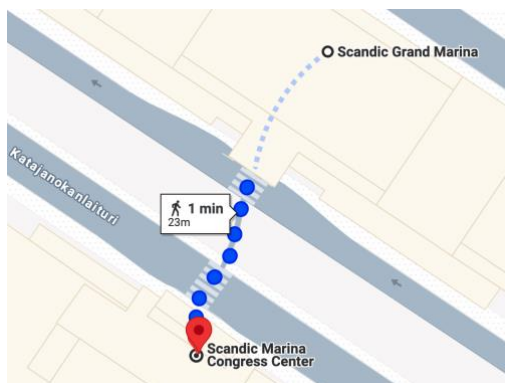 Scandic Grand Marina
Katajanokanlaituri
1 min
23m
Scandic Marina
Congress Center